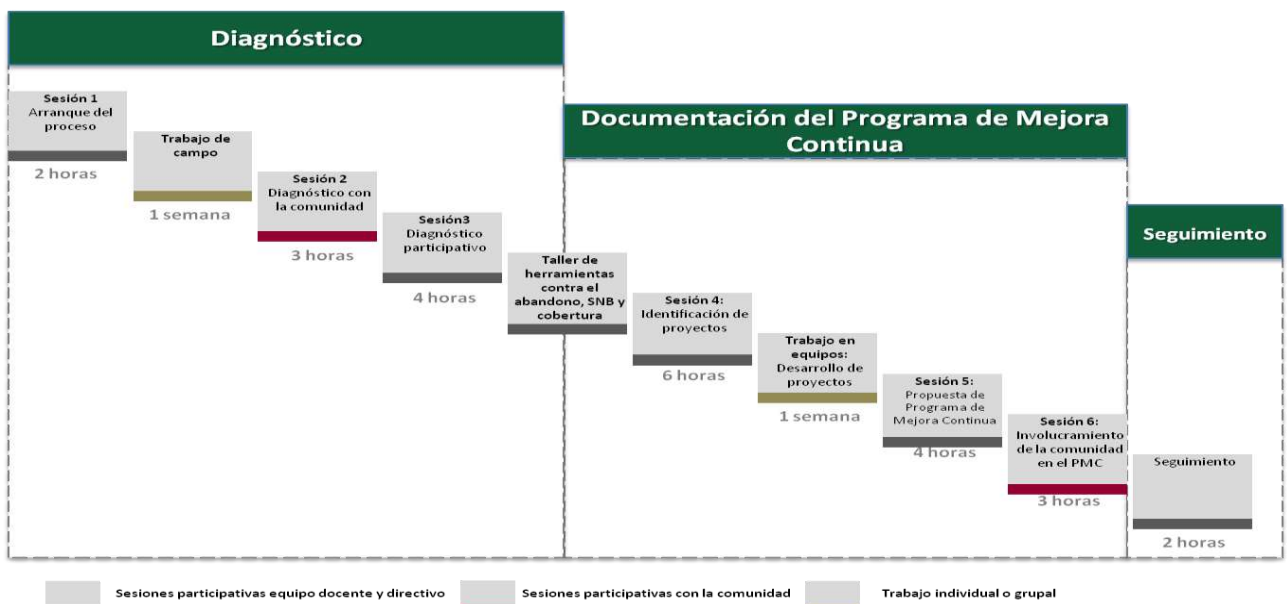 Diagnóstico
Sesión 1
Arranque del
proceso
2 horas
Trabajo de
campo
1 semana
Sesión 2
Diagnóstico con
la comunidad
3 horas
Sesión3
Diagnóstico
participativo
4 horas
Taller de
herramientas
contra el
abandono, SNB y
cobertura
Documentación del Programa de Mejora
Continua
Sesión 4:
Identificación de
proyectos
6 horas
Trabajo en
equipos:
Desarrollo de
proyectos
1 semana
Sesión 5:
Propuesta de
Programa de
Mejora Continua
4 horas
Sesión 6:
Involucramiento
de la comunidad
en el PMC
3 horas
Seguimiento
Seguimiento
2 horas
Sesiones participativas equipo docente y directivo
Sesiones participativas con la comunidad
Trabajo individual o grupal